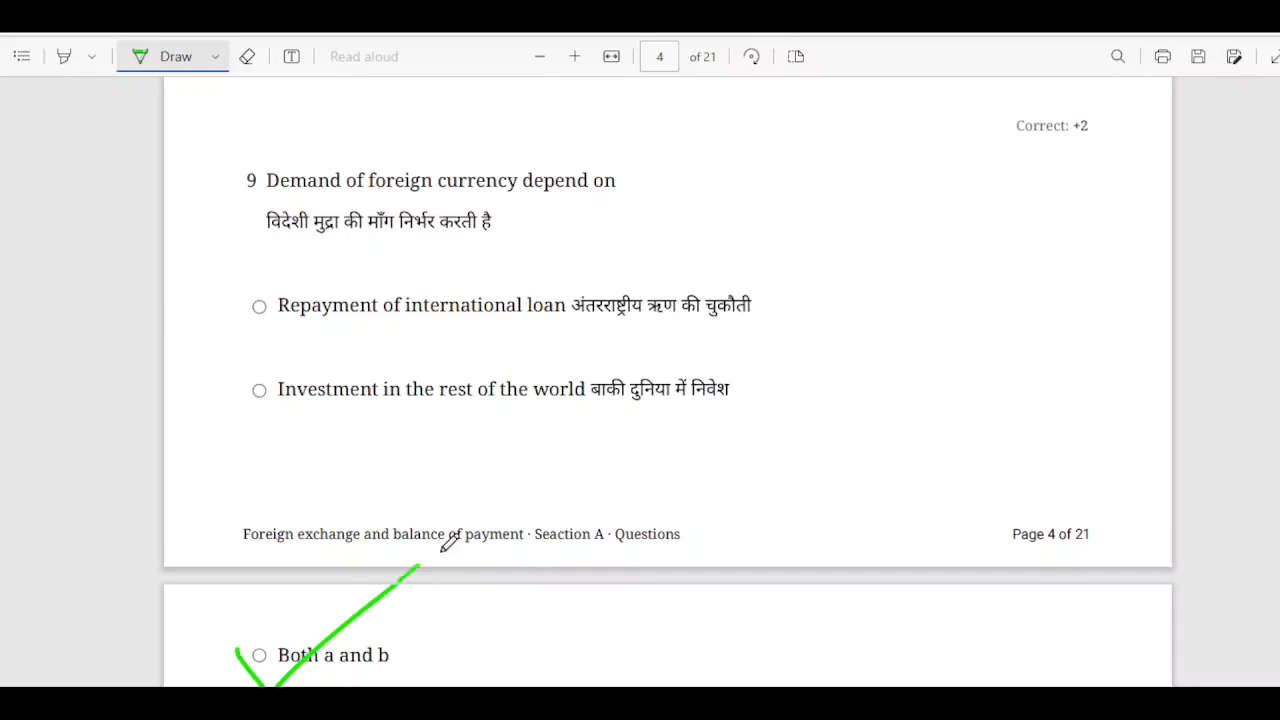 Draw
Read aloud
4
of 21
Correct: +2
9 Demand of foreign currency depend on
विदेशी मुद्रा की माँग निर्भर करती है
Repayment of international loan अंतरराष्ट्रीय ऋण की चुकौती
Investment in the rest of the world बाकी दुनिया में निवेश
Foreign exchange and balance of payment · Seaction A · Questions
Page 4 of 21
Both a and b